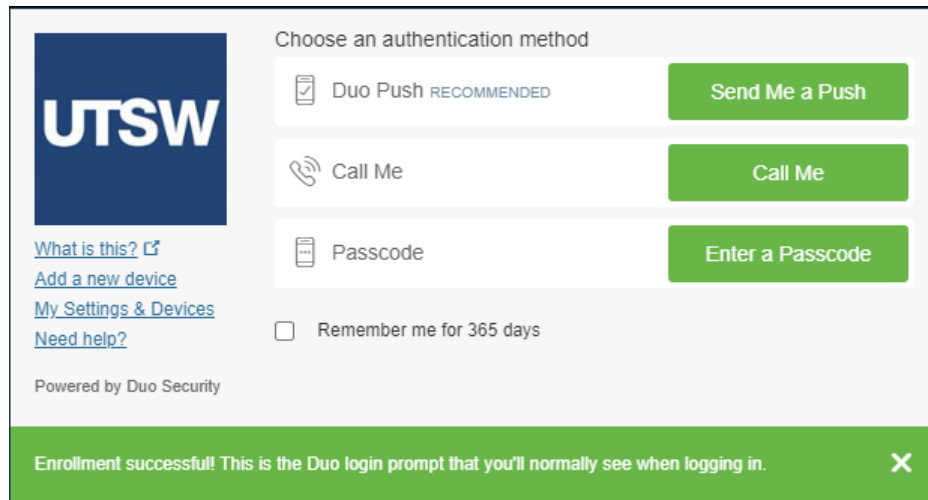 Choose an authentication method
UTSW
Duo Push RECOMMENDED
Send Me a Push
Call Me
Call Me
Passcode
Enter a Passcode
What is this?
Add a new device
My Settings & Devices
Need help?
Remember me for 365 days
Powered by Duo Security
Enrollment successful! This is the Duo login prompt that you'll normally see when logging in.